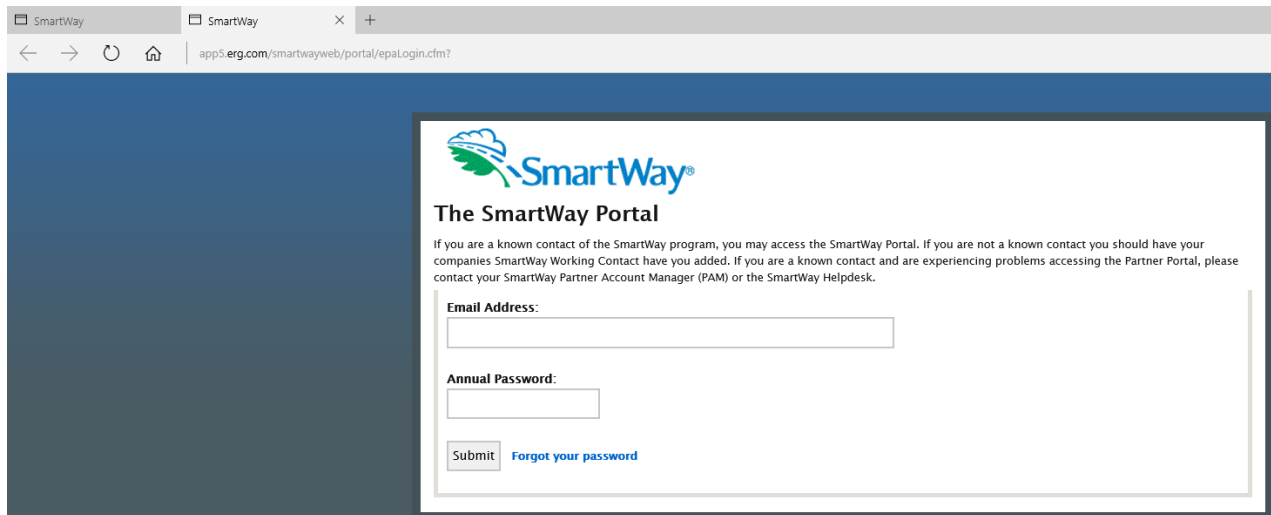 SmartWay
SmartWay
app5.erg.com/smartwayweb/portal/epaLogin.cfm?
SmartWay®
The SmartWay Portal
If you are a known contact of the SmartWay program, you may access the SmartWay Portal. If you are not a known contact you should have your
companies SmartWay Working Contact have you added. If you are a known contact and are experiencing problems accessing the Partner Portal, please
contact your SmartWay Partner Account Manager (PAM) or the SmartWay Helpdesk.
Email Address:
Annual Password:
Submit Forgot your password